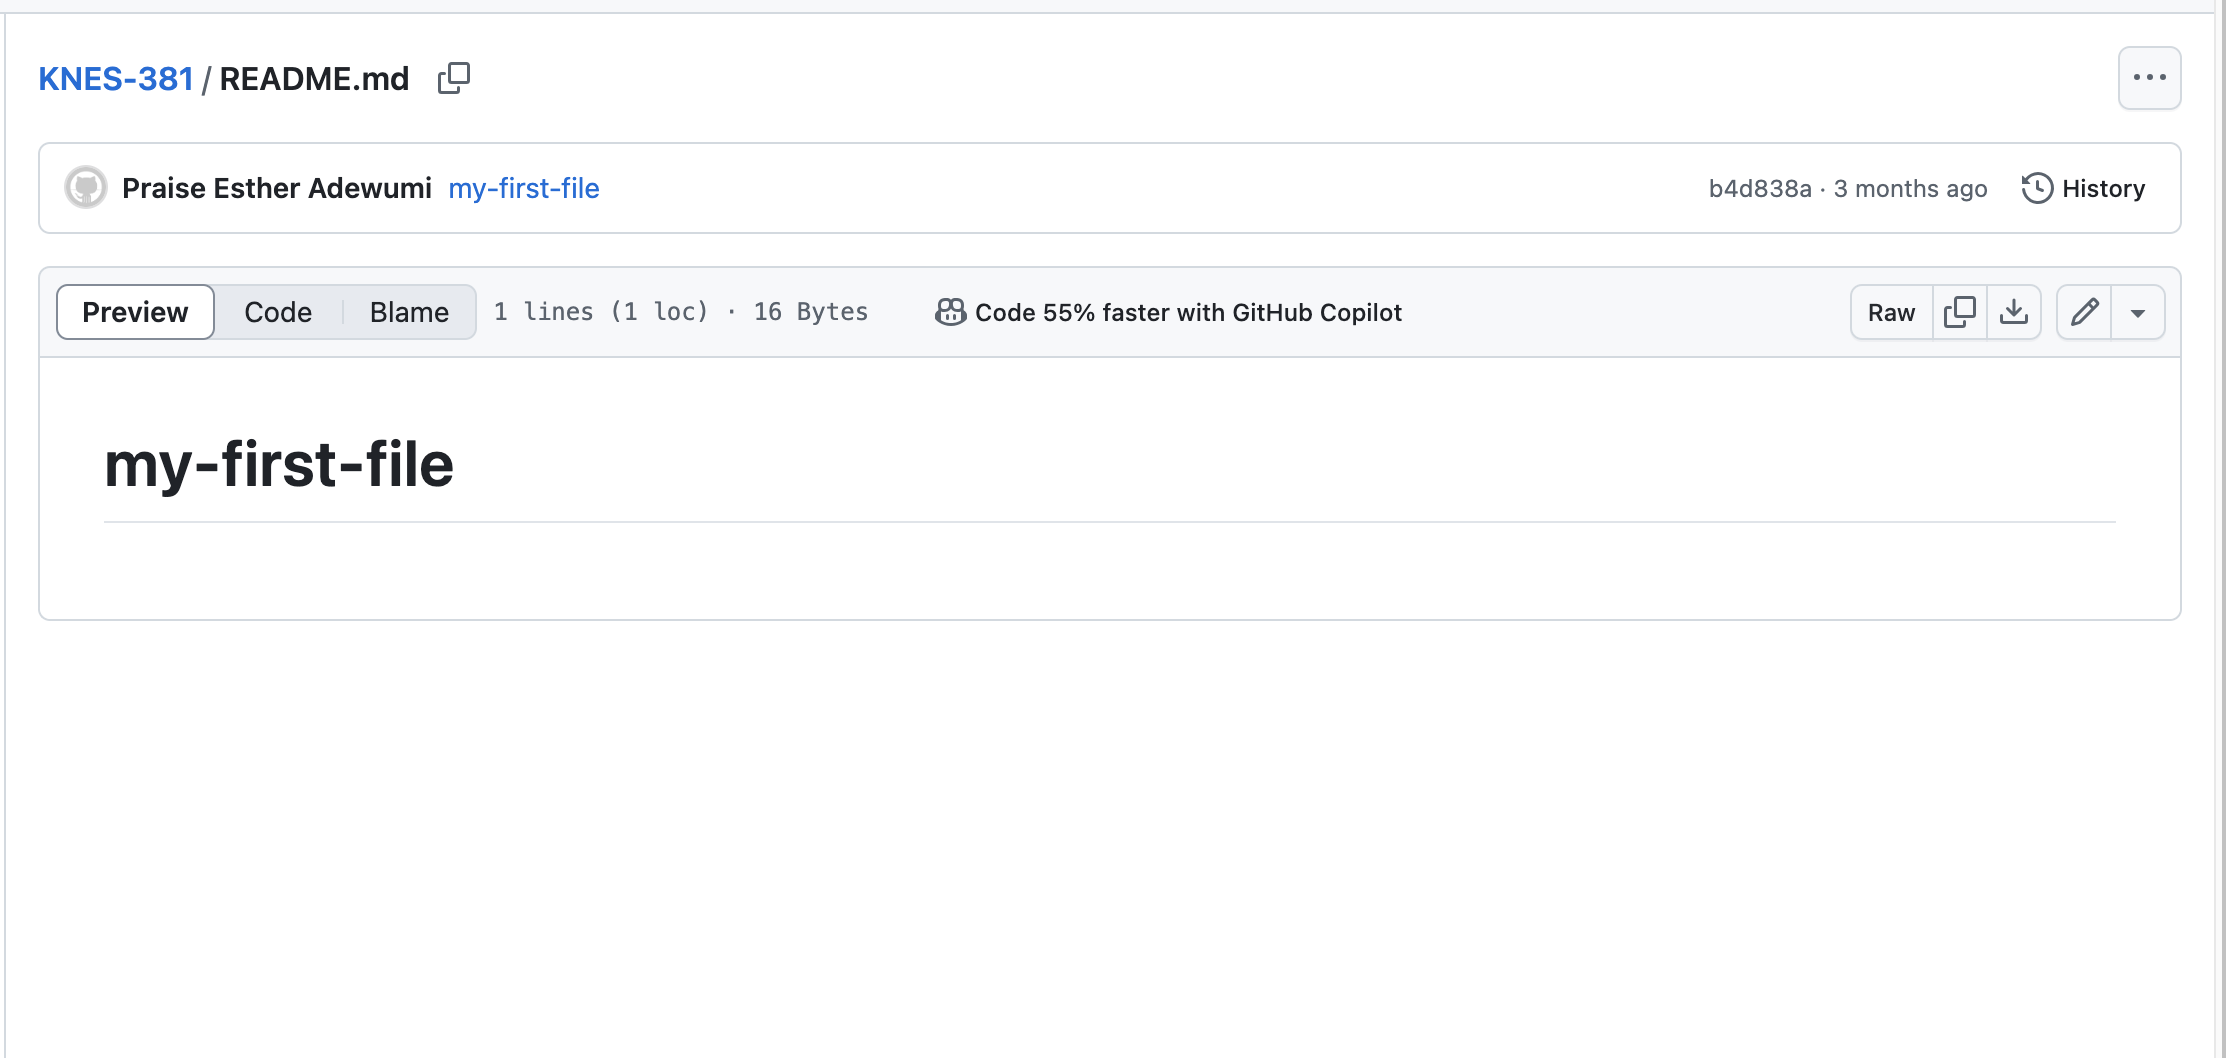 KNES-381 / README.md
Praise Esther Adewumi my-first-file b4d838a · 3 months ago History
Preview Code Blame 1 lines (1 loc) · 16 Bytes Code 55% faster with GitHub Copilot Raw
my-first-file